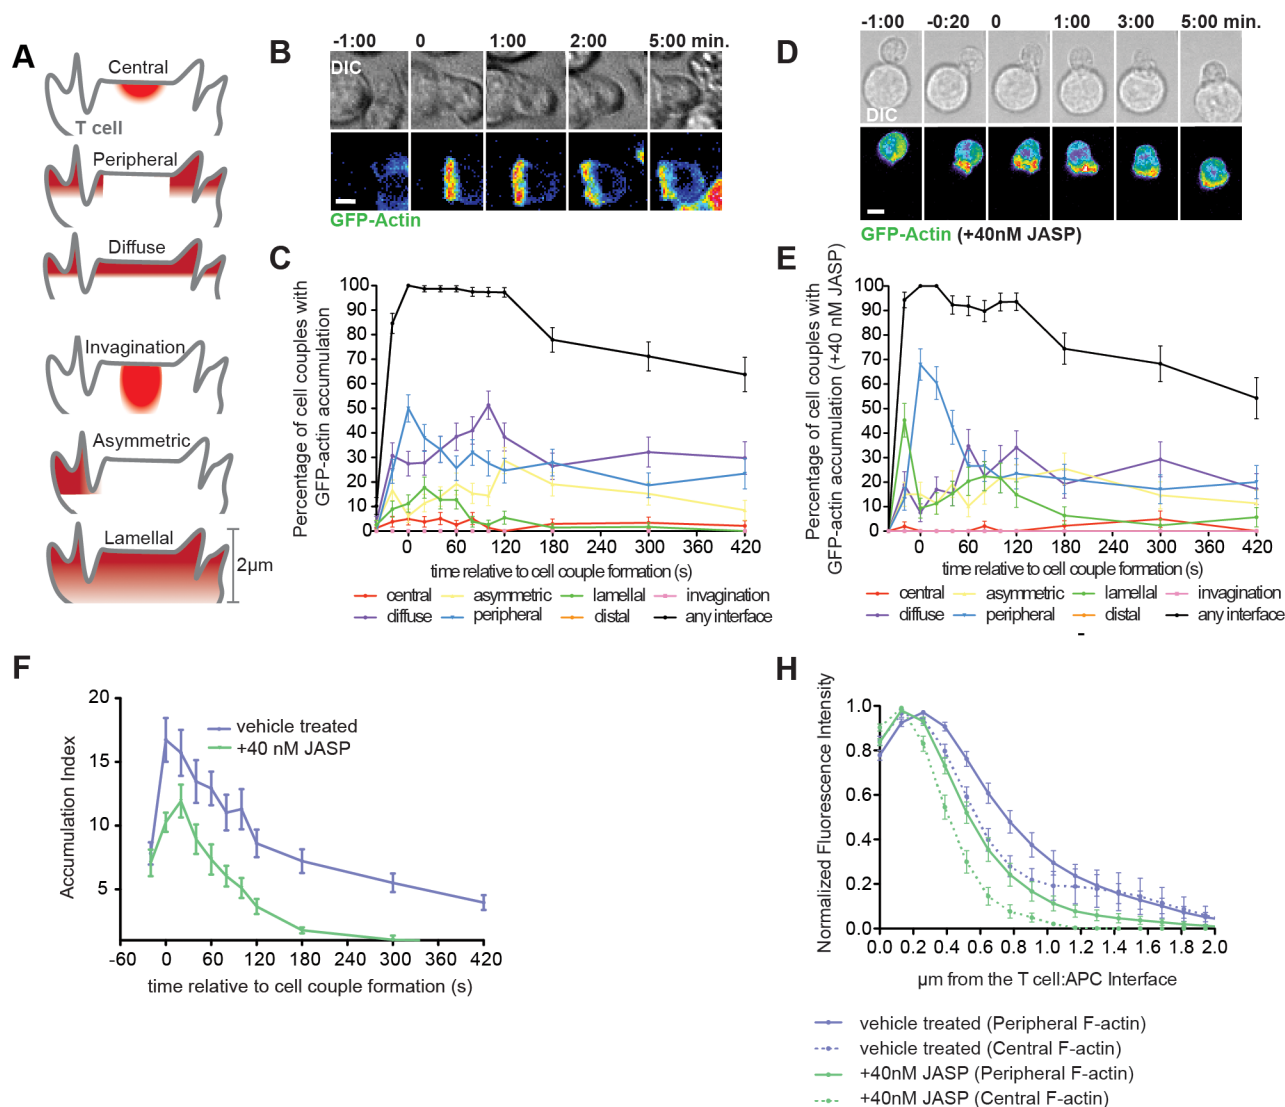 A
Central
T cell
Peripheral
Diffuse
Invagination
Asymmetric
Lamellal
2µm
B
-1:00 0 1:00 2:00 5:00 min.
DIC
GFP-Actin
C
Percentage of cell couples with
GFP-actin accumulation
100
90
80
70
60
50
40
30
20
10
0
0 60 120 180 240 300 360 420
time relative to cell couple formation (s)
central asymmetric lamellal invagination
diffuse peripheral distal any interface
D
-1:00 -0:20 0 1:00 3:00 5:00 min.
DIC
GFP-Actin (+40nM JASP)
E
Percentage of cell couples with
GFP-actin accumulation (+40 nM JASP)
100
90
80
70
60
50
40
30
20
10
0
0 60 120 180 240 300 360 420
time relative to cell couple formation (s)
central asymmetric lamellal invagination
diffuse peripheral distal any interface
F
Accumulation Index
20
15
10
5
-60 0 60 120 180 240 300 360 420
time relative to cell couple formation (s)
vehicle treated
+40 nM JASP
H
Normalized Fluorescence Intensity
1.0
0.8
0.6
0.4
0.2
0.0
0.0 0.2 0.4 0.6 0.8 1.0 1.2 1.4 1.6 1.8 2.0
µm from the T cell:APC Interface
vehicle treated (Peripheral F-actin)
vehicle treated (Central F-actin)
+40nM JASP (Peripheral F-actin)
+40nM JASP (Central F-actin)